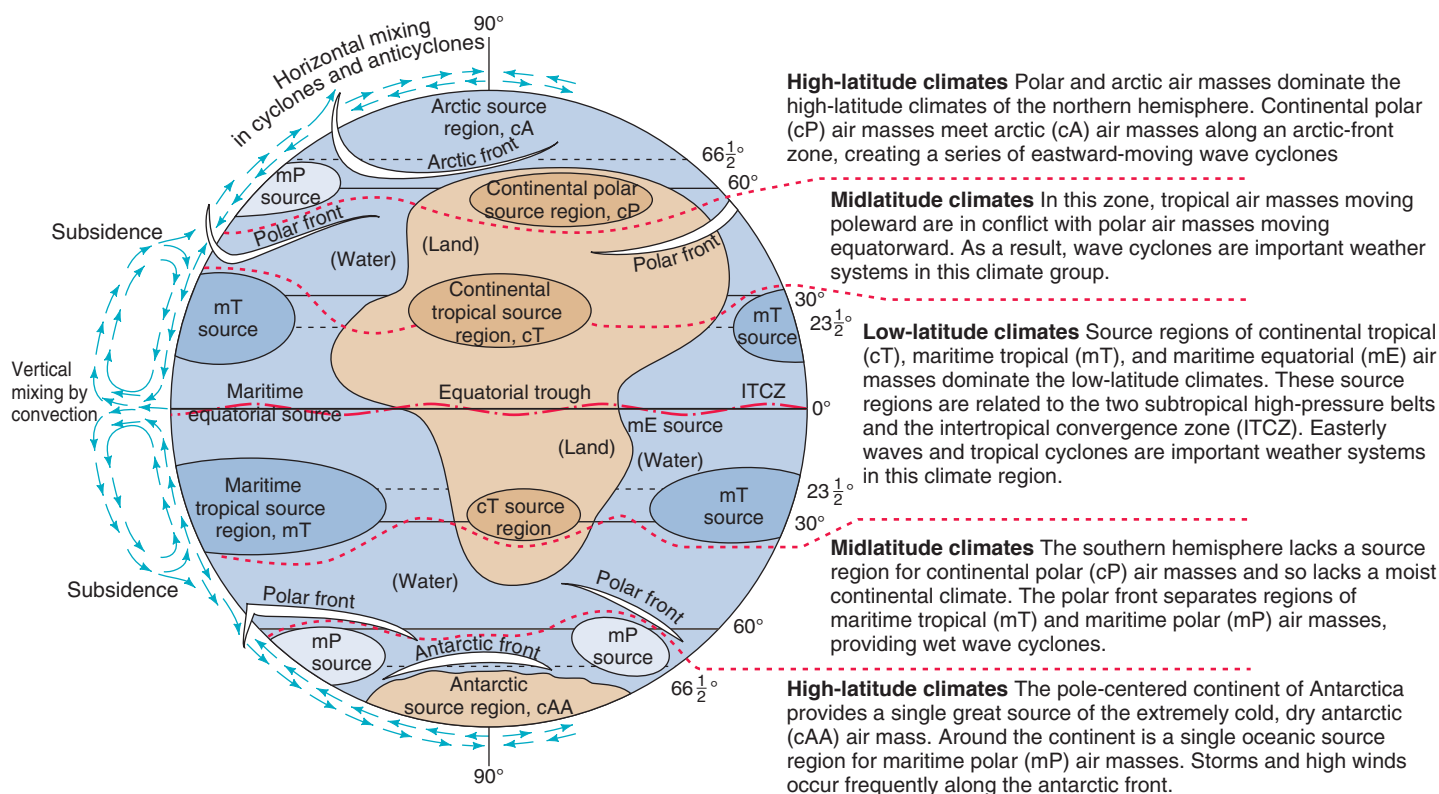 90°
Horizontal mixing
in cyclones and anticyclones
Arctic source
region, cA
Arctic front
66 1/2°
60°
mP
source
Continental polar
source region, cP
Polar front
Polar front
Subsidence
(Water)
(Land)
30°
23 1/2°
mT
source
Continental
tropical source
region, cT
mT
source
Vertical
mixing by
convection
Maritime
equatorial source
Equatorial trough
ITCZ
0°
mE source
(Land)
(Water)
23 1/2°
30°
Maritime
tropical source
region, mT
cT source
region
mT
source
Subsidence
(Water)
Polar front
Polar front
60°
mP
source
Antarctic front
mP
source
66 1/2°
Antarctic
source region, cAA
90°
High-latitude climates Polar and arctic air masses dominate the
high-latitude climates of the northern hemisphere. Continental polar
(cP) air masses meet arctic (cA) air masses along an arctic-front
zone, creating a series of eastward-moving wave cyclones
Midlatitude climates In this zone, tropical air masses moving
poleward are in conflict with polar air masses moving
equatorward. As a result, wave cyclones are important weather
systems in this climate group.
Low-latitude climates Source regions of continental tropical
(cT), maritime tropical (mT), and maritime equatorial (mE) air
masses dominate the low-latitude climates. These source
regions are related to the two subtropical high-pressure belts
and the intertropical convergence zone (ITCZ). Easterly
waves and tropical cyclones are important weather systems
in this climate region.
Midlatitude climates The southern hemisphere lacks a source
region for continental polar (cP) air masses and so lacks a moist
continental climate. The polar front separates regions of
maritime tropical (mT) and maritime polar (mP) air masses,
providing wet wave cyclones.
High-latitude climates The pole-centered continent of Antarctica
provides a single great source of the extremely cold, dry antarctic
(cAA) air mass. Around the continent is a single oceanic source
region for maritime polar (mP) air masses. Storms and high winds
occur frequently along the antarctic front.